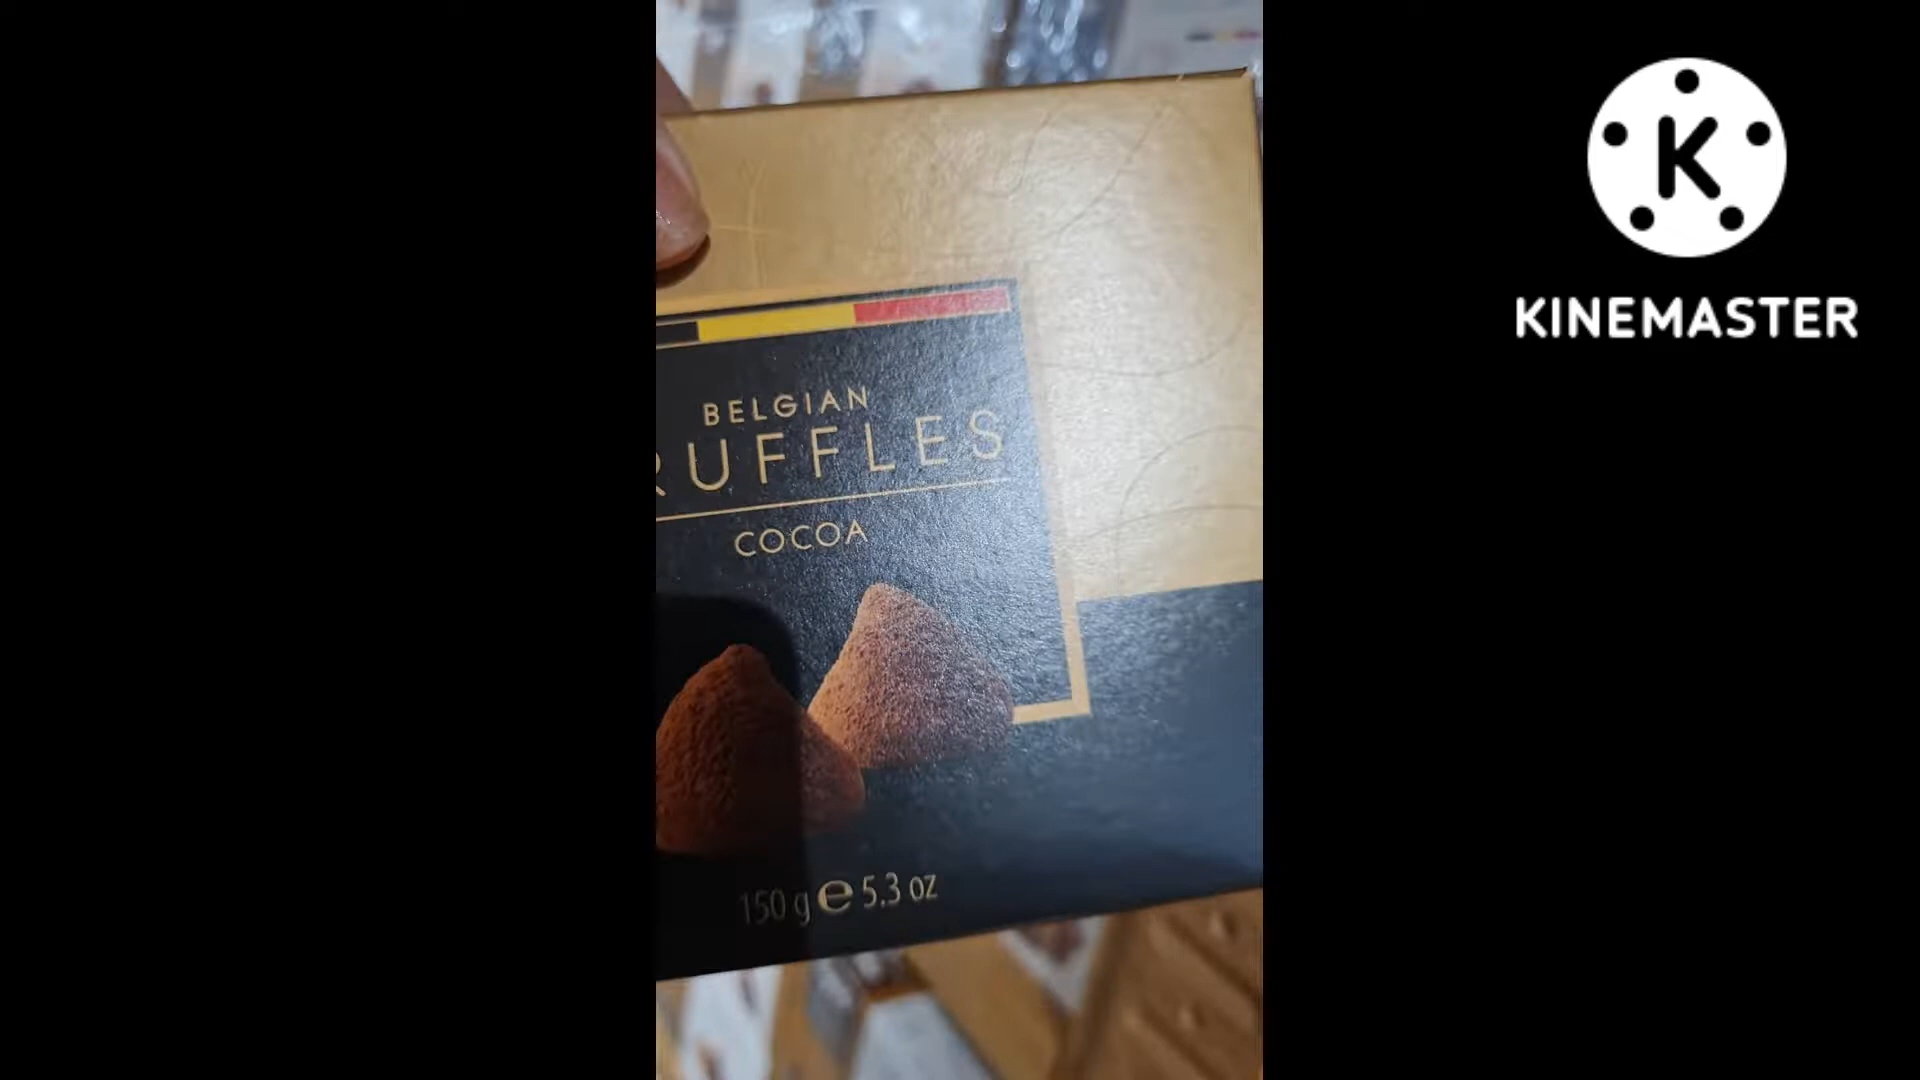 BELGIAN
RUFFLES
COCOA
150 g e 5.3 oz
K
KINEMASTER